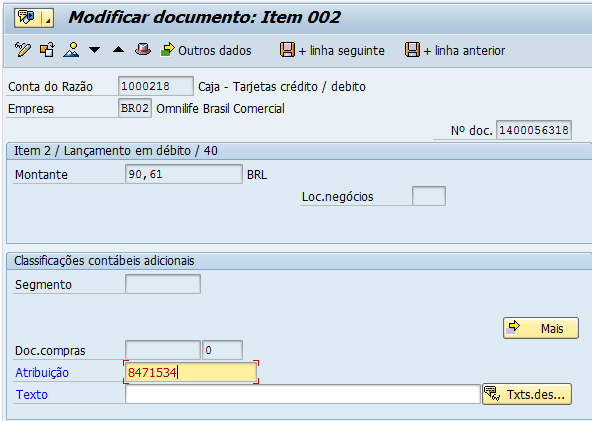 Modificar documento: Item 002
Outros dados + linha seguinte + linha anterior
Conta do Razão 1000218 Caja - Tarjetas crédito / debito
Empresa BR02 Omnilife Brasil Comercial
Nº doc. 1400056318
Item 2 / Lançamento em débito / 40
Montante 90,61 BRL
Loc.negócios
Classificações contábeis adicionais
Segmento
Mais
Doc.compras 0
Atribuição 8471534
Texto Txts.des...